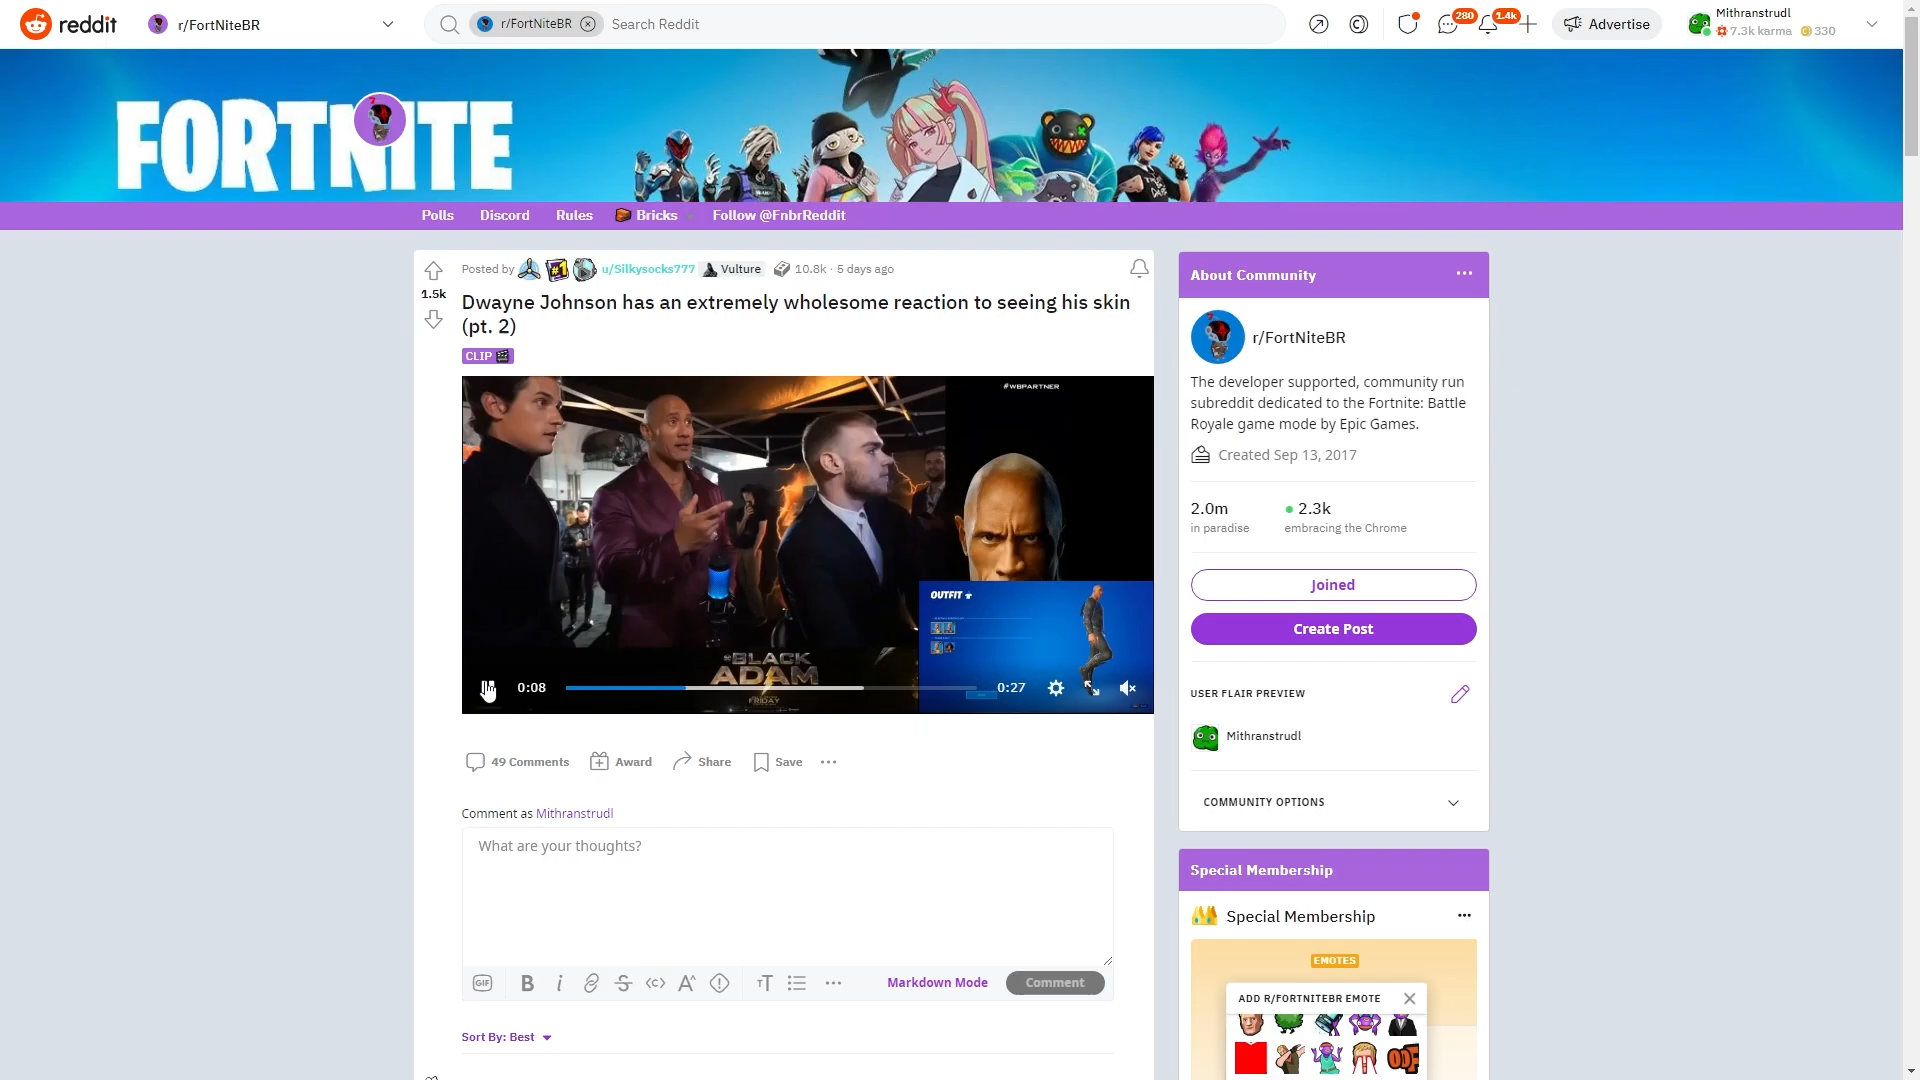 reddit
r/FortNiteBR
r/FortNiteBR
Search Reddit
280
1.4k
Advertise
Mithranstrudl
7.3k karma
330
FORTNITE
Polls
Discord
Rules
Bricks
Follow @FnbrReddit
Posted by
#1
u/Silkysocks777
Vulture
10.8k · 5 days ago
1.5k
Dwayne Johnson has an extremely wholesome reaction to seeing his skin
(pt. 2)
CLIP
#WBPARTNER
OUTFIT
BLACK
ADAM
FRIDAY
0:08
0:27
49 Comments
Award
Share
Save
Comment as Mithranstrudl
What are your thoughts?
GIF
Markdown Mode
Comment
Sort By: Best
About Community
r/FortNiteBR
The developer supported, community run
subreddit dedicated to the Fortnite: Battle
Royale game mode by Epic Games.
Created Sep 13, 2017
2.0m
in paradise
2.3k
embracing the Chrome
Joined
Create Post
USER FLAIR PREVIEW
Mithranstrudl
COMMUNITY OPTIONS
Special Membership
Special Membership
EMOTES
ADD R/FORTNITEBR EMOTE
OOF